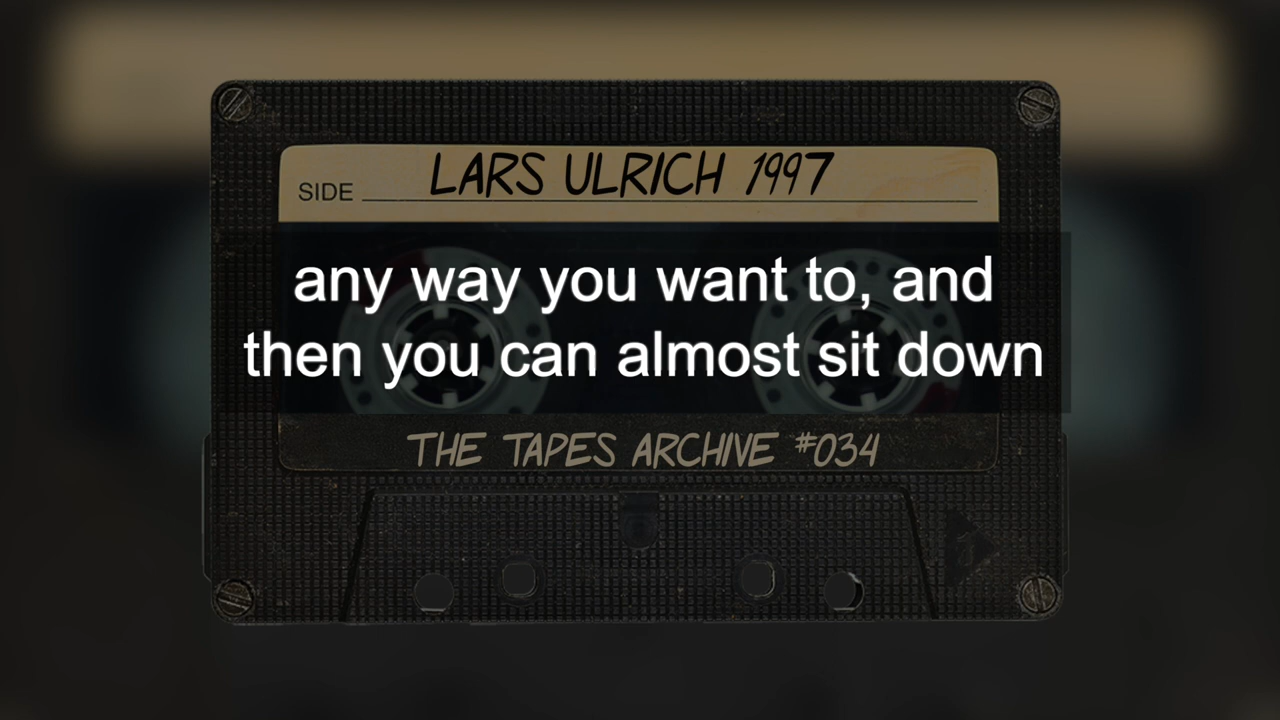 LARS ULRICH 1997
SIDE
any way you want to, and
then you can almost sit down
THE TAPES ARCHIVE #034